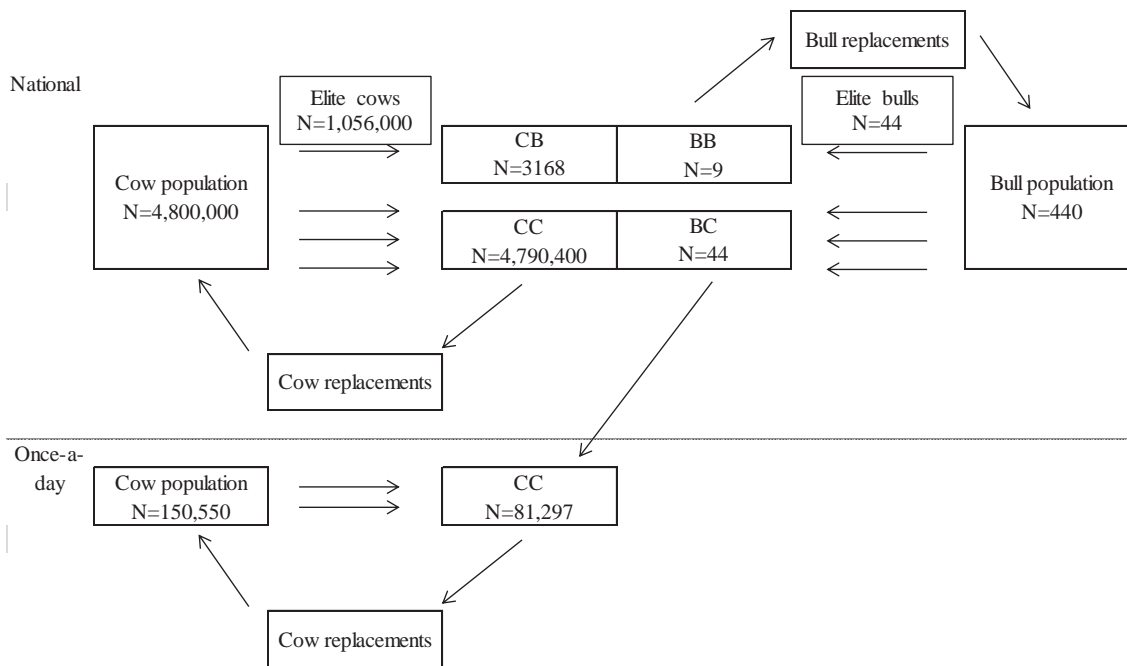 Bull replacements
National
Elite cows
N=1,056,000
Elite bulls
N=44
CB
N=3168
BB
N=9
Cow population
N=4,800,000
Bull population
N=440
CC
N=4,790,400
BC
N=44
Cow replacements
Once-a-
day
Cow population
N=150,550
CC
N=81,297
Cow replacements